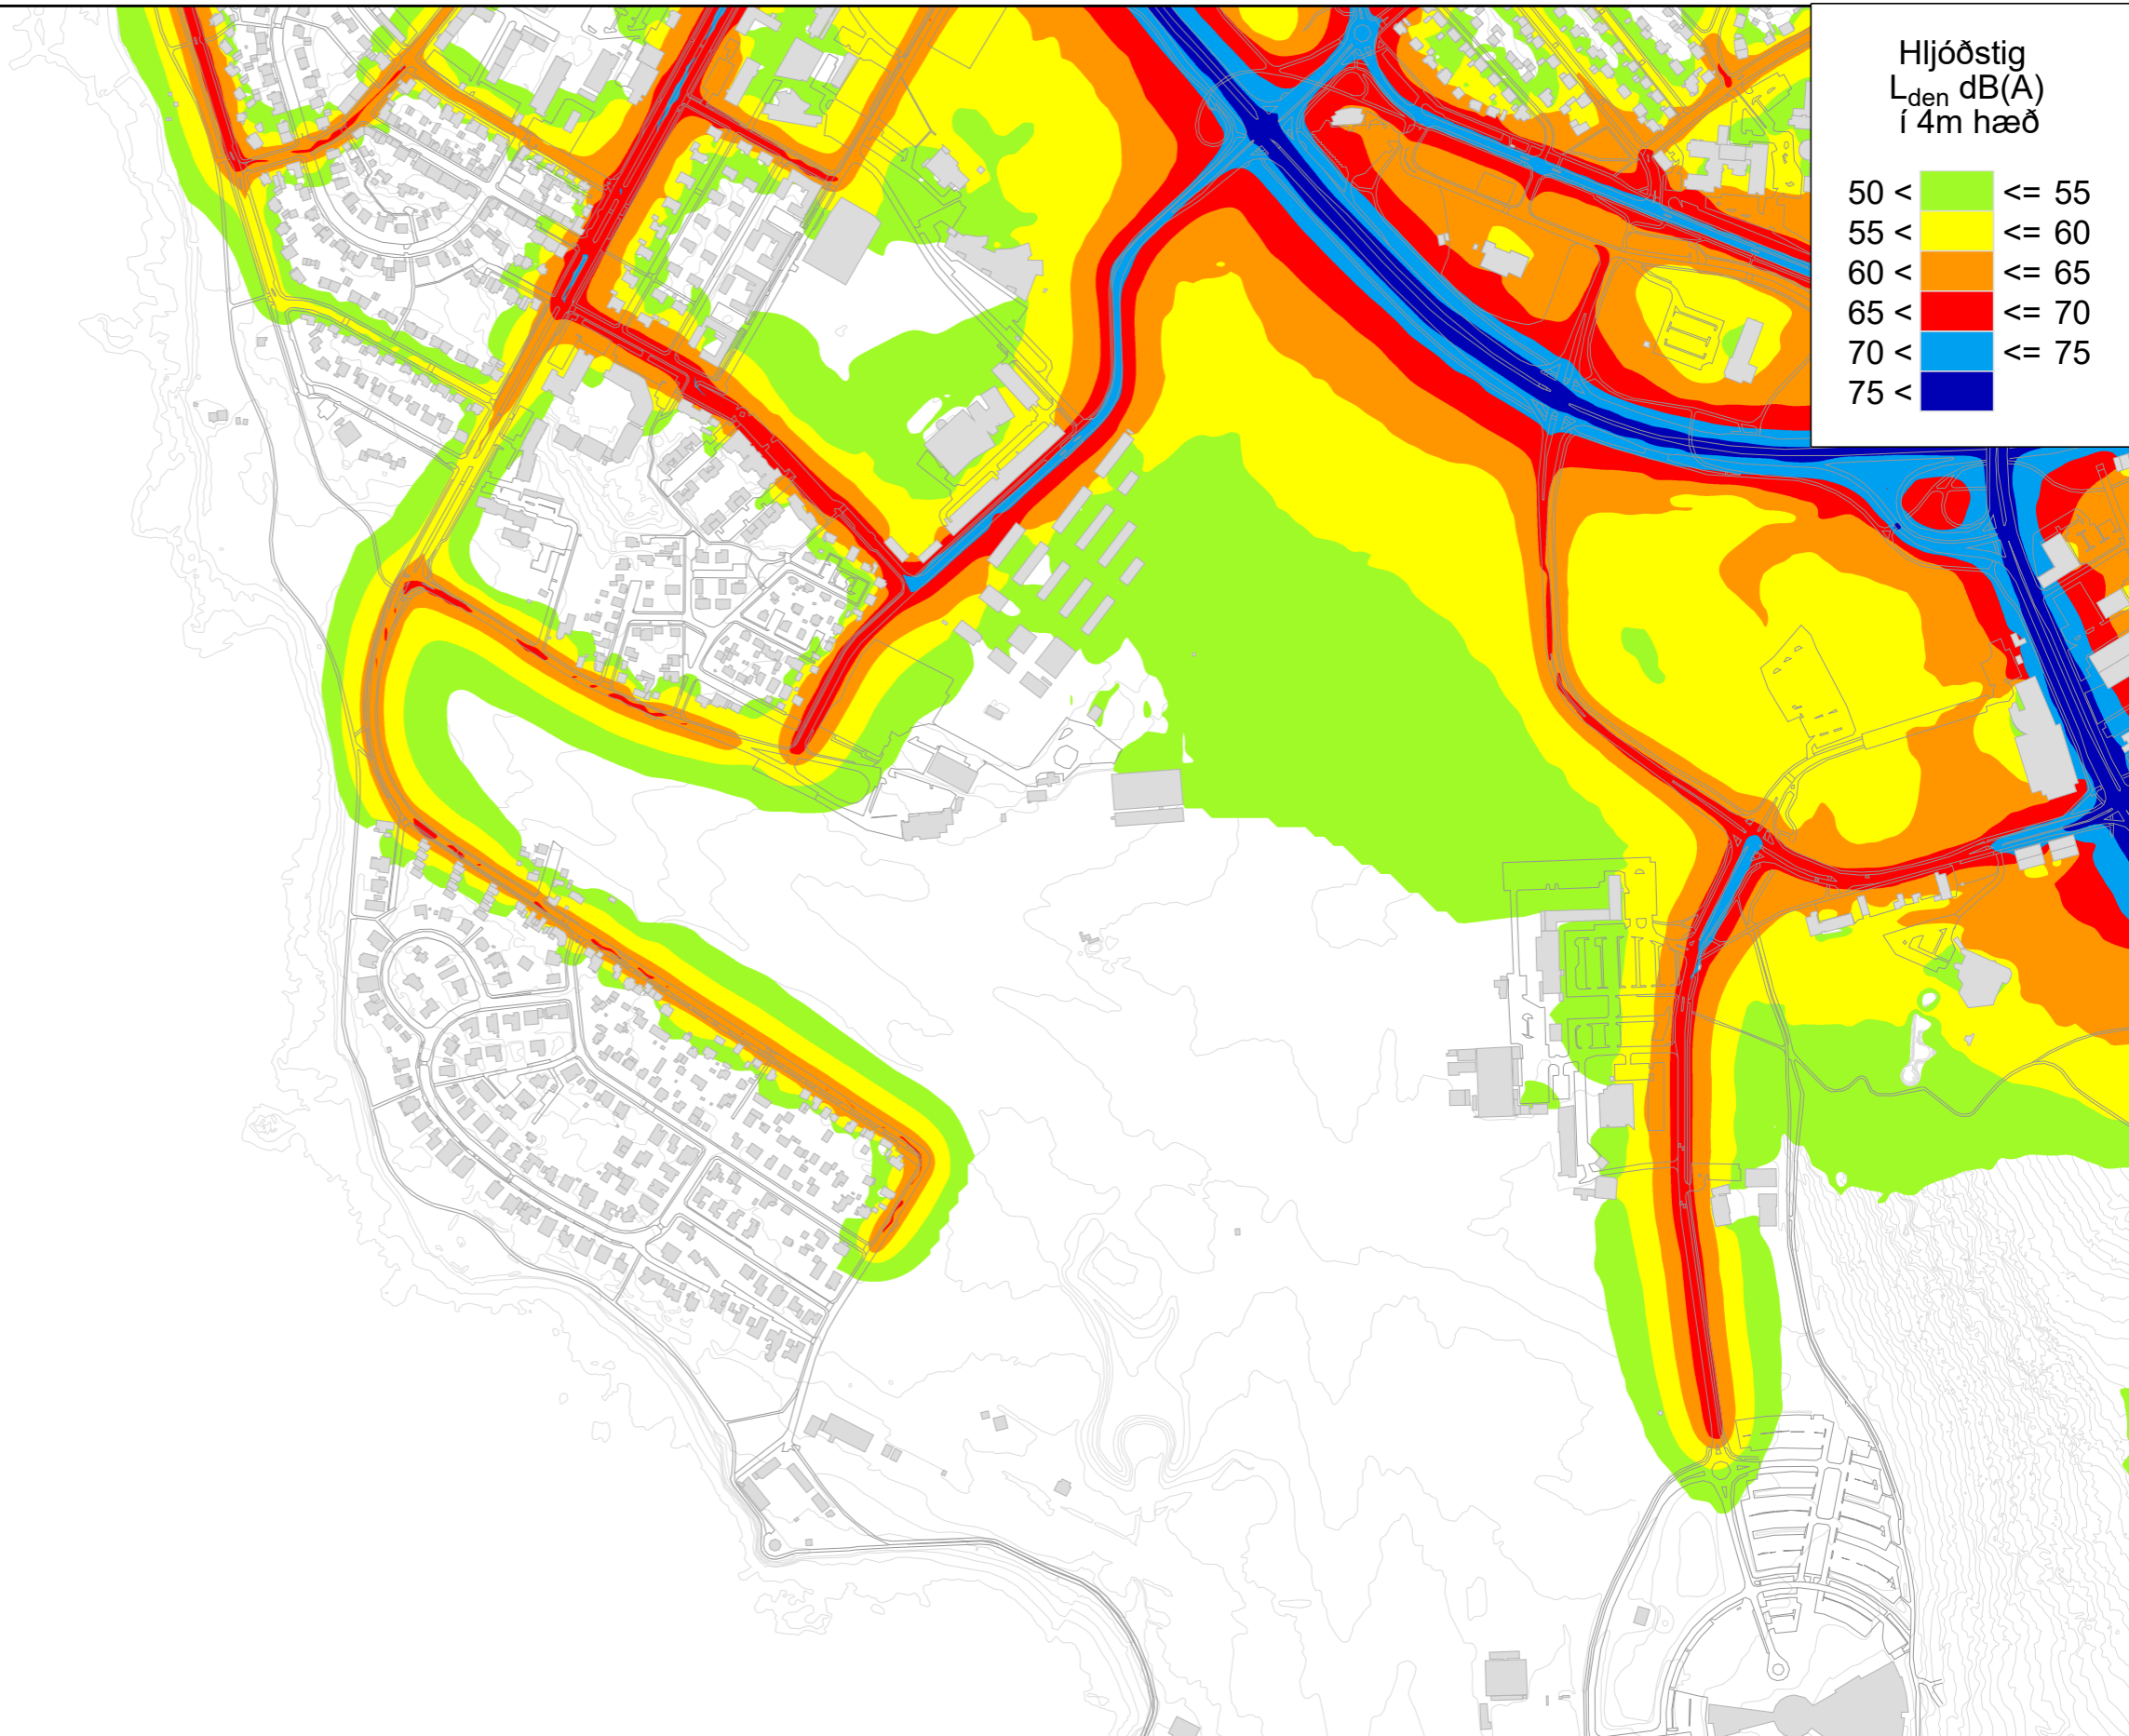 Hljóðstig
Lden dB(A)
í 4m hæð
50 < <= 55
55 < <= 60
60 < <= 65
65 < <= 70
70 < <= 75
75 <